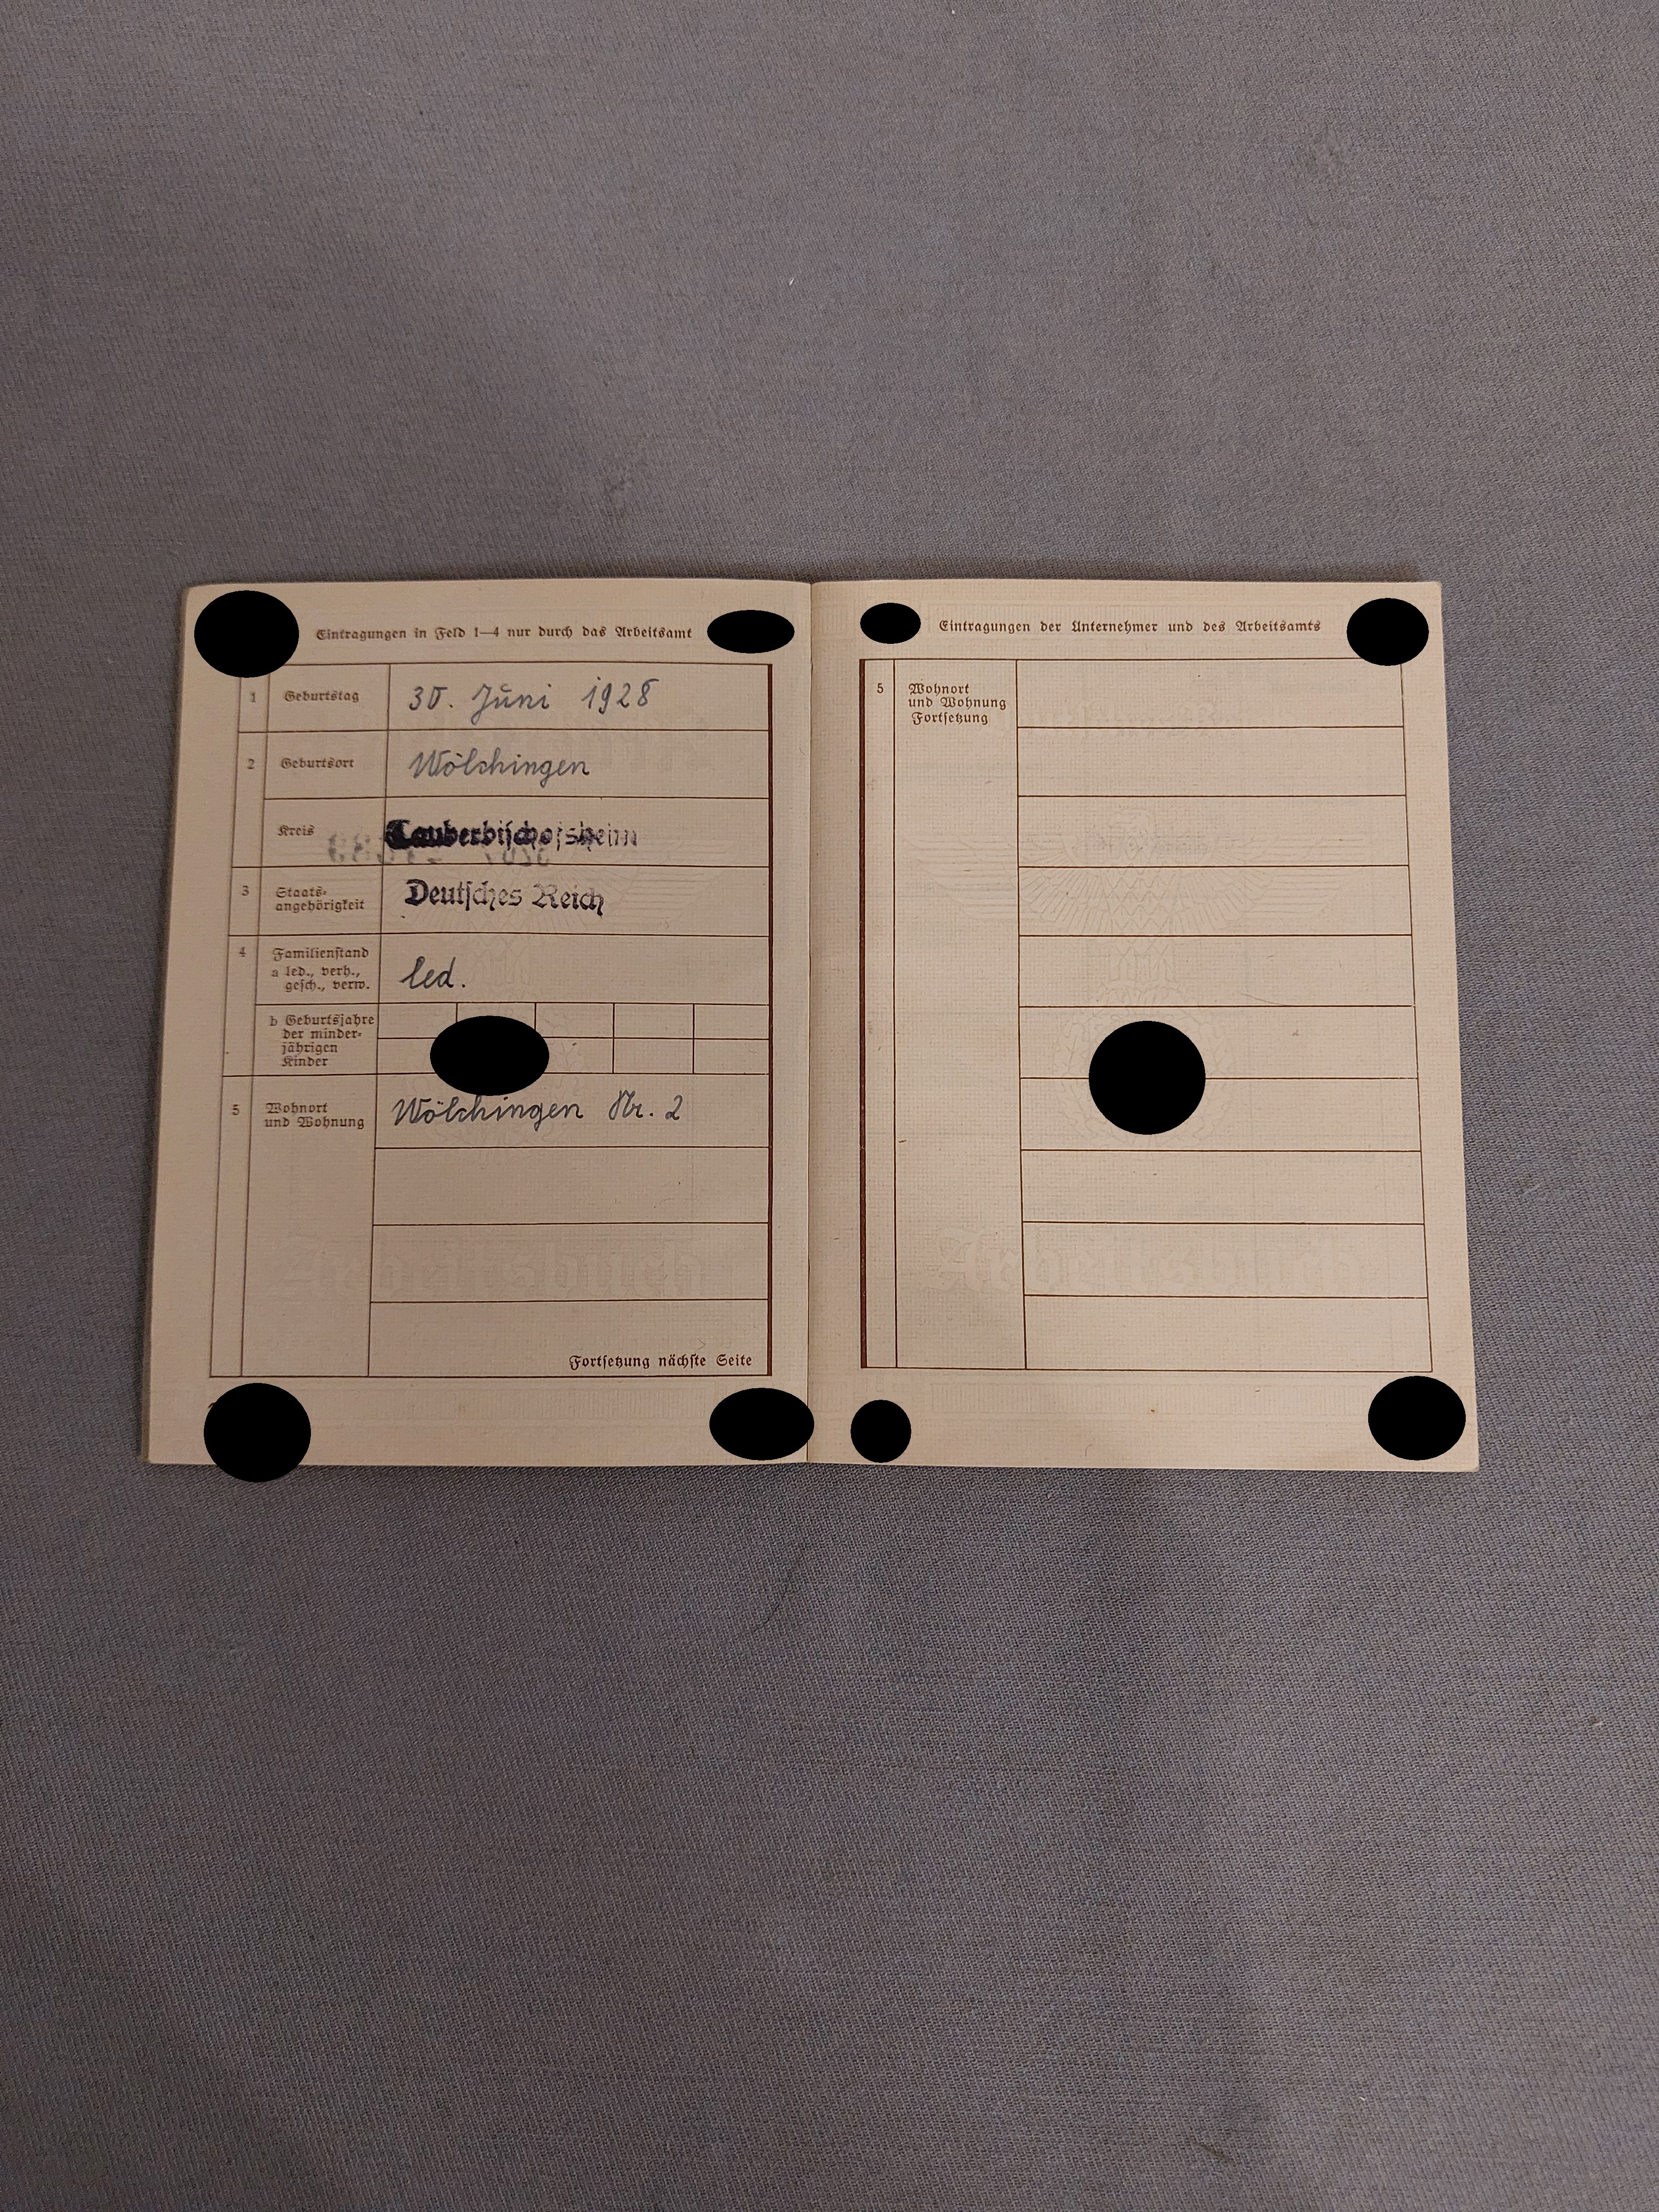 Eintragungen in Feld 1—4 nur durch das Arbeitsamt
1 Geburtstag 30. Juni 1928
2 Geburtsort Wölchingen
Kreis Tauberbischofsheim
3 Staats-
angehörigkeit Deutsches Reich
4 Familienstand
a led., verh.,
gesch., verw. led.
b Geburtsjahre
der minder-
jährigen
Kinder
5 Wohnort
und Wohnung Wölchingen Nr. 2
Arbeitsbuch
Fortsetzung nächste Seite
Eintragungen der Unternehmer und des Arbeitsamts
5 Wohnort
und Wohnung
Fortsetzung
Arbeitsbuch